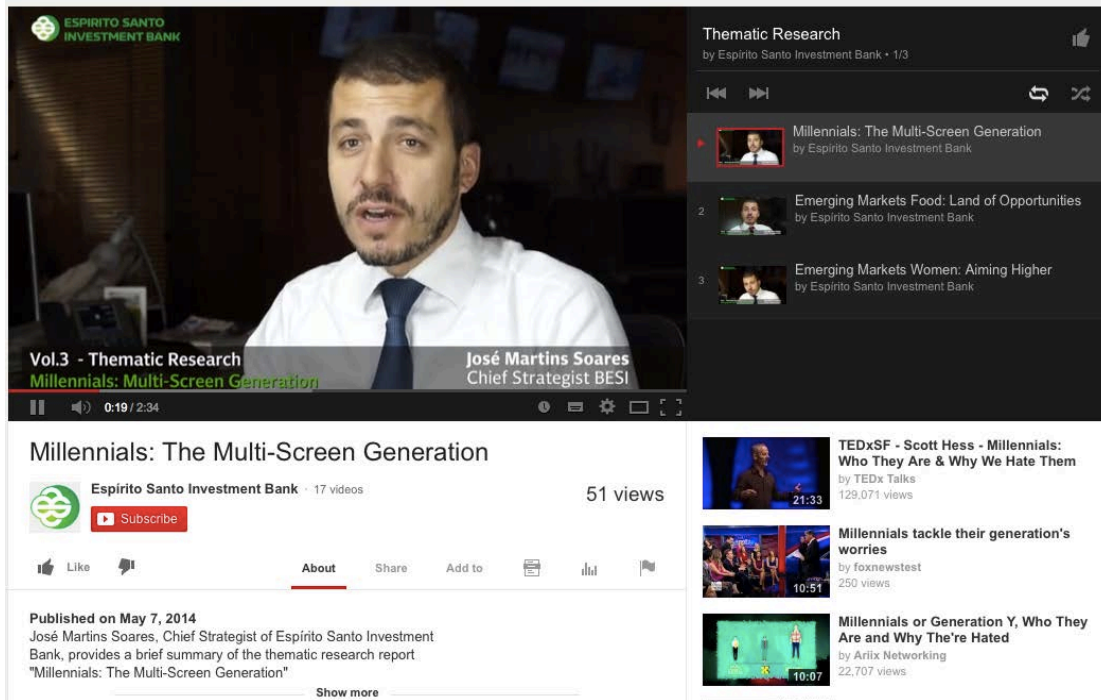 ESPIRITO SANTO
INVESTMENT BANK
Vol.3 - Thematic Research
Millennials: Multi-Screen Generation
José Martins Soares
Chief Strategist BESI
0:19 / 2:34
Thematic Research
by Espírito Santo Investment Bank • 1/3
Millennials: The Multi-Screen Generation
by Espírito Santo Investment Bank
2
Emerging Markets Food: Land of Opportunities
by Espírito Santo Investment Bank
3
Emerging Markets Women: Aiming Higher
by Espírito Santo Investment Bank
Millennials: The Multi-Screen Generation
Espírito Santo Investment Bank · 17 videos
Subscribe
51 views
Like
About
Share
Add to
Published on May 7, 2014
José Martins Soares, Chief Strategist of Espírito Santo Investment
Bank, provides a brief summary of the thematic research report
"Millennials: The Multi-Screen Generation"
Show more
21:33
TEDxSF - Scott Hess - Millennials:
Who They Are & Why We Hate Them
by TEDx Talks
129,071 views
10:51
Millennials tackle their generation's
worries
by foxnewstest
250 views
10:07
Millennials or Generation Y, Who They
Are and Why The're Hated
by Ariix Networking
22,707 views